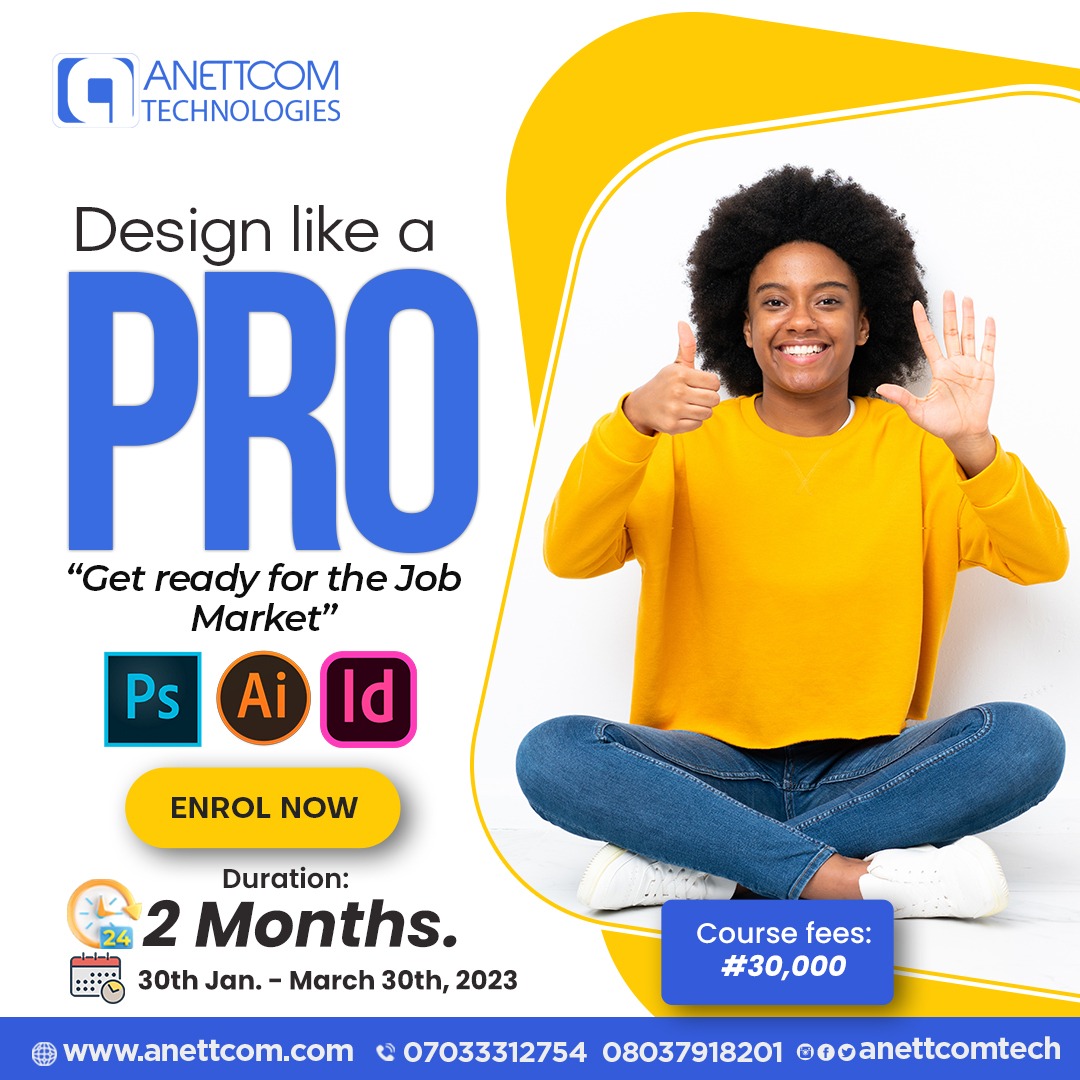 ANETTCOM
TECHNOLOGIES
Design like a
PRO
“Get ready for the Job
Market”
Ps Ai Id
ENROL NOW
Duration:
24
2 Months.
30th Jan. - March 30th, 2023
Course fees:
#30,000
www.anettcom.com 07033312754 08037918201 anettcomtech